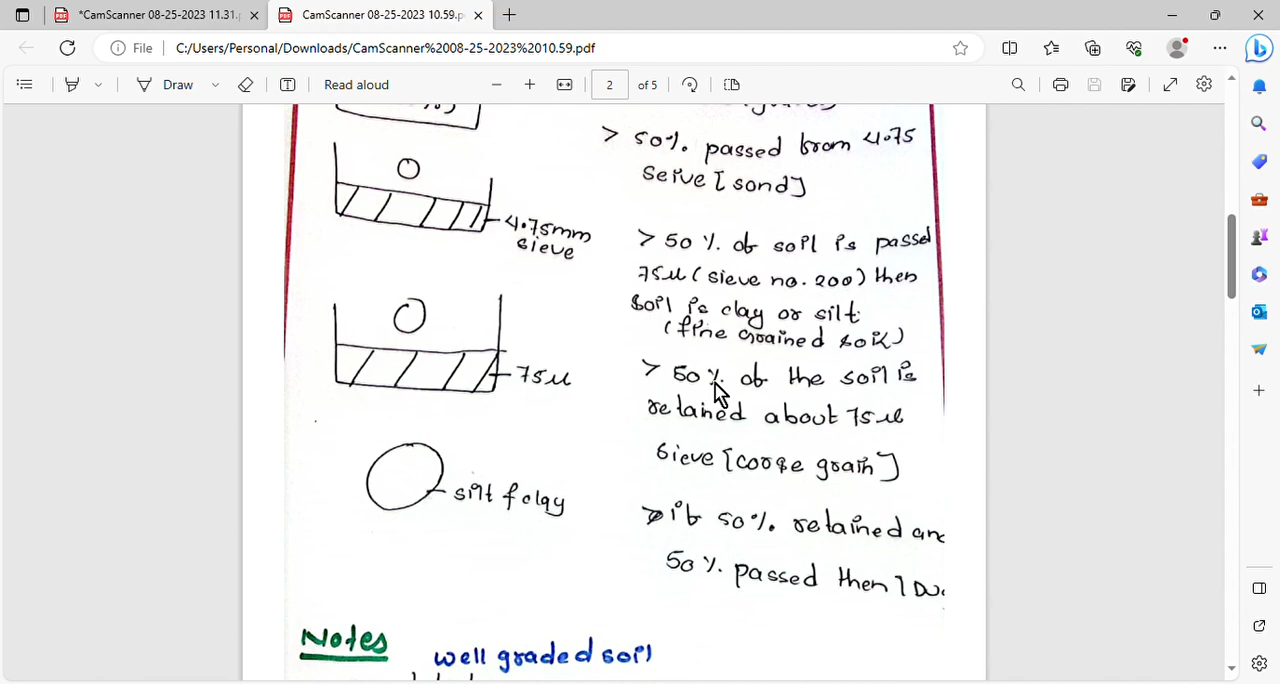 *CamScanner 08-25-2023 11.31.p
CamScanner 08-25-2023 10.59.p
File
C:/Users/Personal/Downloads/CamScanner%2008-25-2023%2010.59.pdf
Draw
Read aloud
2
of 5
> 50% passed from 4.75
Seive [sand]
4.75mm
sieve
> 50 % of soil is passed
75μ (sieve no. 200) then
soil is clay or silt
(fine grained soil)
75μ
> 50 % of the soil is
retained about 75μ
sieve [corse grain]
silt & clay
> if 50% retained an
50 % passed then
Notes
well graded soil